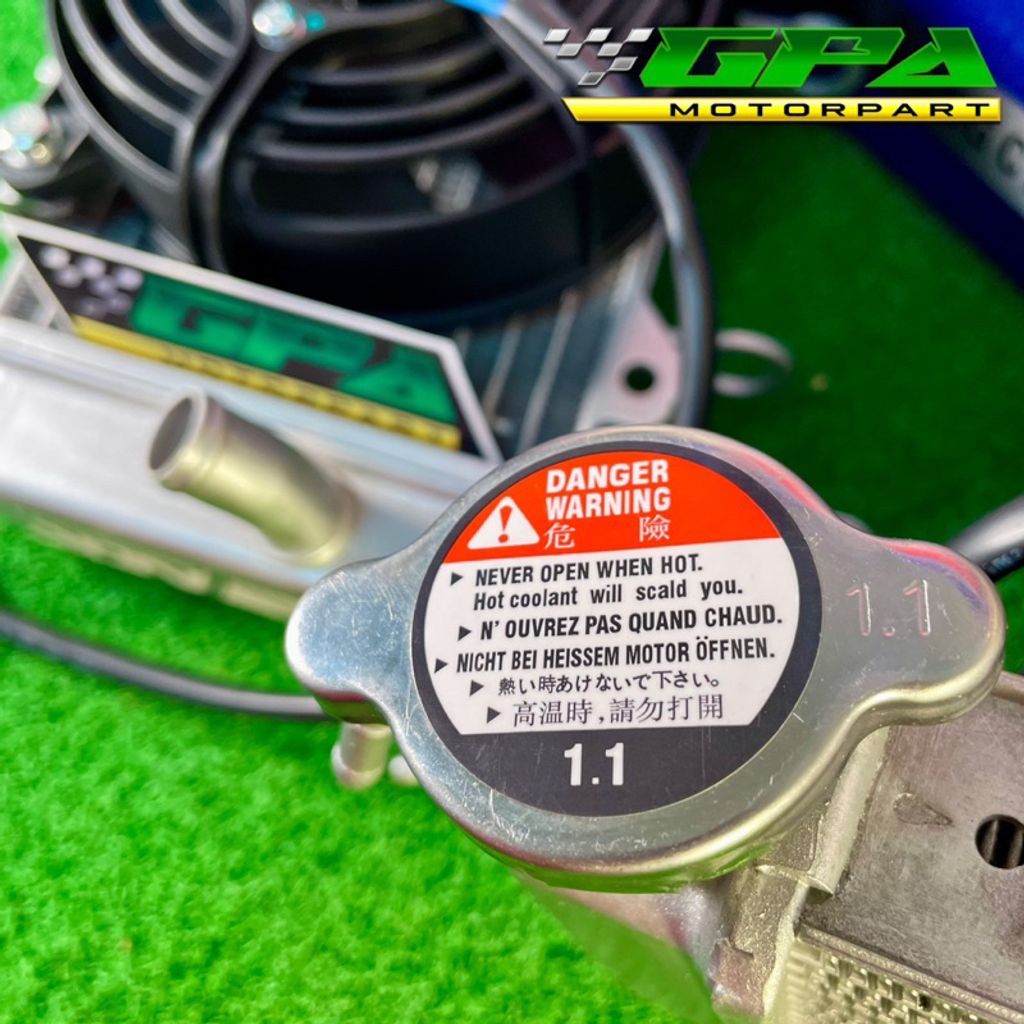 GPA
MOTORPART
GPA
DANGER
WARNING
危 險
NEVER OPEN WHEN HOT.
Hot coolant will scald you.
N' OUVREZ PAS QUAND CHAUD.
NICHT BEI HEISSEM MOTOR ÖFFNEN.
熱い時あけないで下さい。
高温時,請勿打開
1.1
1.1